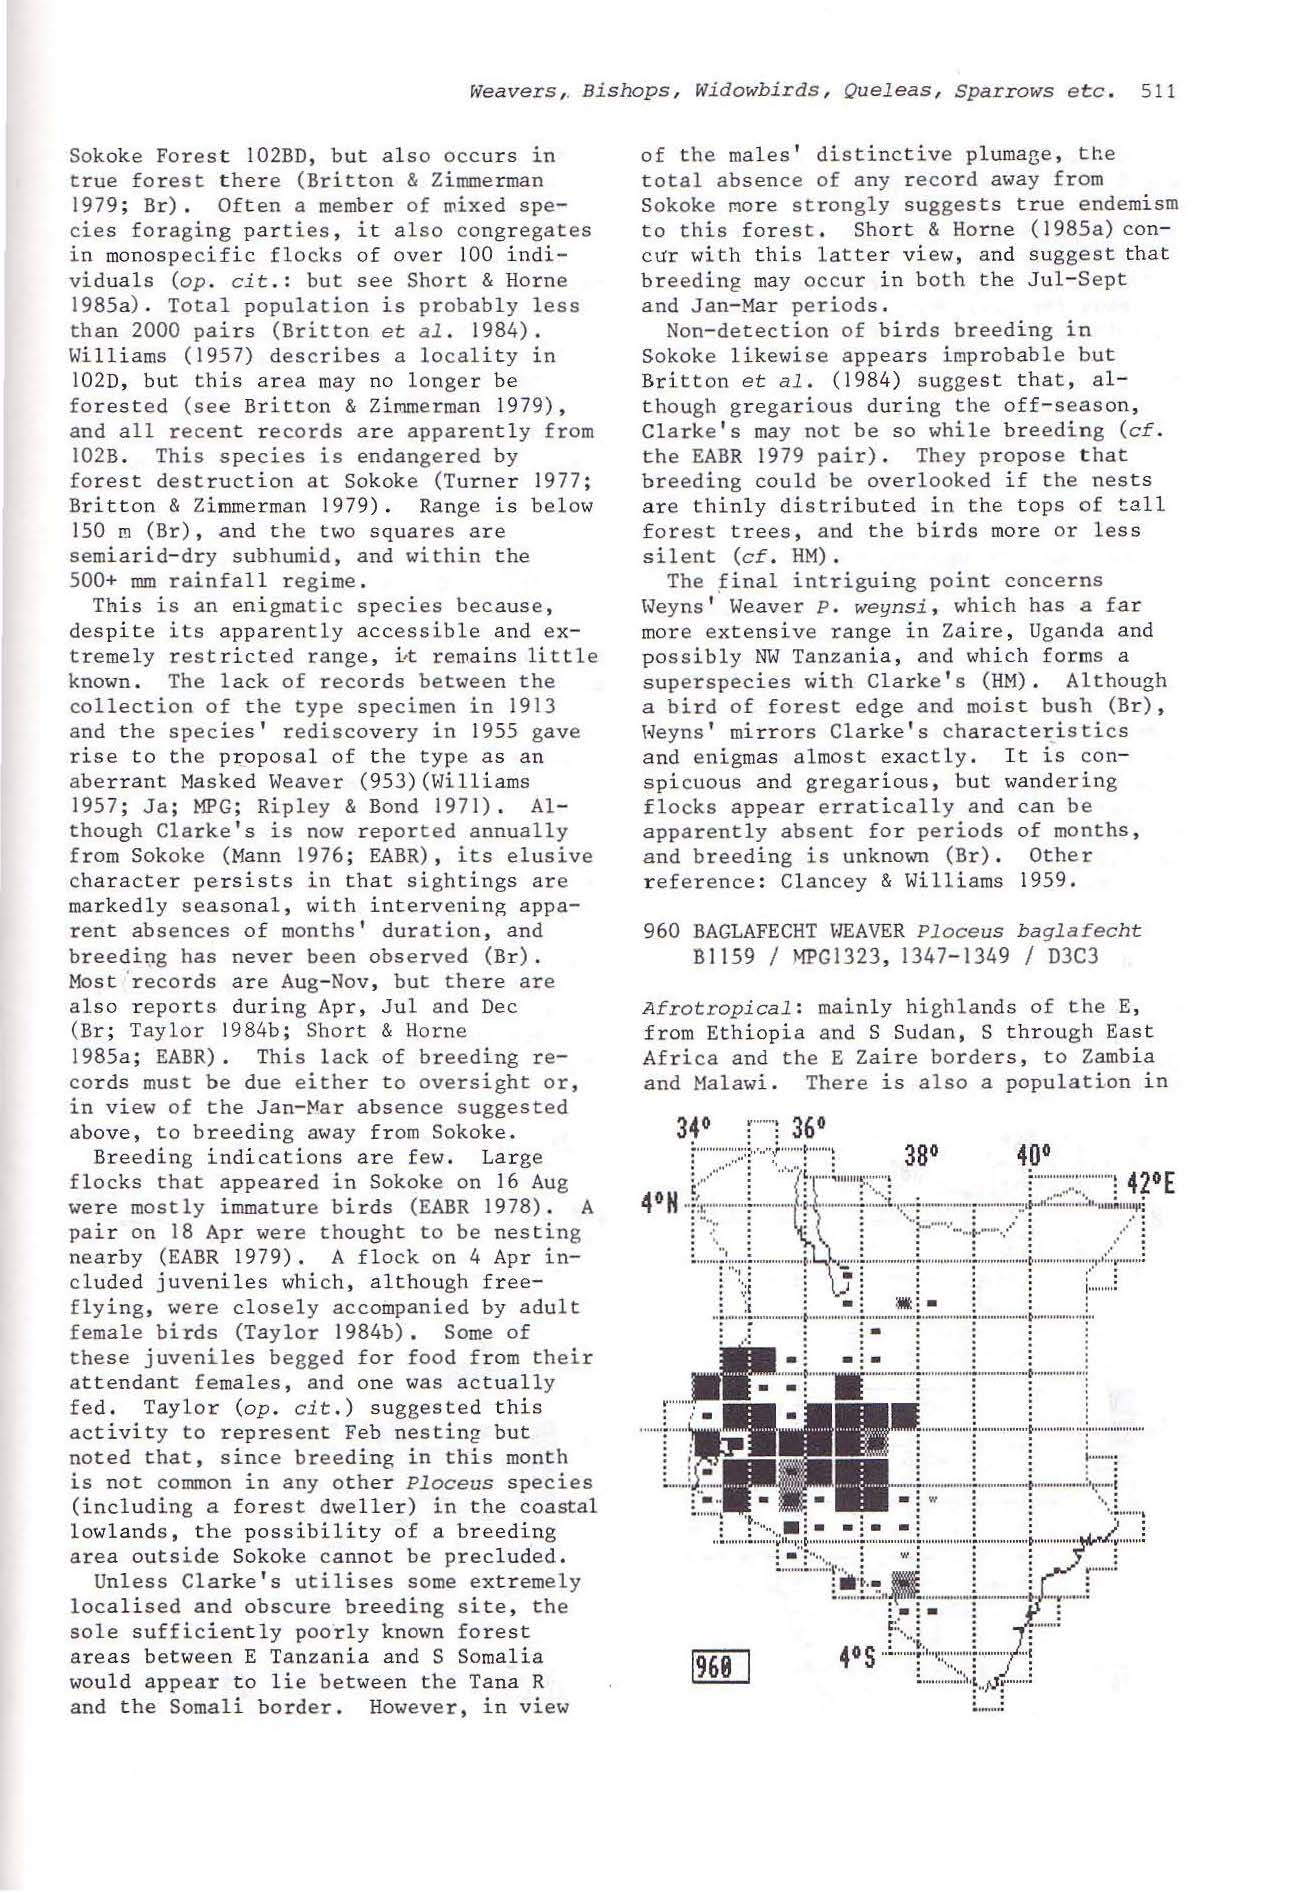 Weavers, Bishops, Widowbirds, Queleas, Sparrows etc. 511
Sokoke Forest 102BD, but also occurs in
true forest there (Britton & Zimmerman
1979; Br). Often a member of mixed spe-
cies foraging parties, it also congregates
in monospecific flocks of over 100 indi-
viduals (op. cit.: but see Short & Horne
1985a). Total population is probably less
than 2000 pairs (Britton et al. 1984).
Williams (1957) describes a locality in
102D, but this area may no longer be
forested (see Britton & Zimmerman 1979),
and all recent records are apparently from
102B. This species is endangered by
forest destruction at Sokoke (Turner 1977;
Britton & Zimmerman 1979). Range is below
150 m (Br), and the two squares are
semiarid-dry subhumid, and within the
500+ mm rainfall regime.
This is an enigmatic species because,
despite its apparently accessible and ex-
tremely restricted range, it remains little
known. The lack of records between the
collection of the type specimen in 1913
and the species' rediscovery in 1955 gave
rise to the proposal of the type as an
aberrant Masked Weaver (953)(Williams
1957; Ja; MPG; Ripley & Bond 1971). Al-
though Clarke's is now reported annually
from Sokoke (Mann 1976; EABR), its elusive
character persists in that sightings are
markedly seasonal, with intervening appa-
rent absences of months' duration, and
breeding has never been observed (Br).
Most records are Aug-Nov, but there are
also reports during Apr, Jul and Dec
(Br; Taylor 1984b; Short & Horne
1985a; EABR). This lack of breeding re-
cords must be due either to oversight or,
in view of the Jan-Mar absence suggested
above, to breeding away from Sokoke.
Breeding indications are few. Large
flocks that appeared in Sokoke on 16 Aug
were mostly immature birds (EABR 1978). A
pair on 18 Apr were thought to be nesting
nearby (EABR 1979). A flock on 4 Apr in-
cluded juveniles which, although free-
flying, were closely accompanied by adult
female birds (Taylor 1984b). Some of
these juveniles begged for food from their
attendant females, and one was actually
fed. Taylor (op. cit.) suggested this
activity to represent Feb nesting but
noted that, since breeding in this month
is not common in any other Ploceus species
(including a forest dweller) in the coastal
lowlands, the possibility of a breeding
area outside Sokoke cannot be precluded.
Unless Clarke's utilises some extremely
localised and obscure breeding site, the
sole sufficiently poorly known forest
areas between E Tanzania and S Somalia
would appear to lie between the Tana R
and the Somali border. However, in view
of the males' distinctive plumage, the
total absence of any record away from
Sokoke more strongly suggests true endemism
to this forest. Short & Horne (1985a) con-
cur with this latter view, and suggest that
breeding may occur in both the Jul-Sept
and Jan-Mar periods.
Non-detection of birds breeding in
Sokoke likewise appears improbable but
Britton et al. (1984) suggest that, al-
though gregarious during the off-season,
Clarke's may not be so while breeding (cf.
the EABR 1979 pair). They propose that
breeding could be overlooked if the nests
are thinly distributed in the tops of tall
forest trees, and the birds more or less
silent (cf. HM).
The final intriguing point concerns
Weyns' Weaver P. weynsi, which has a far
more extensive range in Zaire, Uganda and
possibly NW Tanzania, and which forms a
superspecies with Clarke's (HM). Although
a bird of forest edge and moist bush (Br),
Weyns' mirrors Clarke's characteristics
and enigmas almost exactly. It is con-
spicuous and gregarious, but wandering
flocks appear erratically and can be
apparently absent for periods of months,
and breeding is unknown (Br). Other
reference: Clancey & Williams 1959.
960 BAGLAFECHT WEAVER Ploceus baglafecht
B1159 / MPG1323, 1347-1349 / D3C3
Afrotropical: mainly highlands of the E,
from Ethiopia and S Sudan, S through East
Africa and the E Zaire borders, to Zambia
and Malawi. There is also a population in
34° 36°
38° 40°
42°E
4°N
W
W
4°S
960